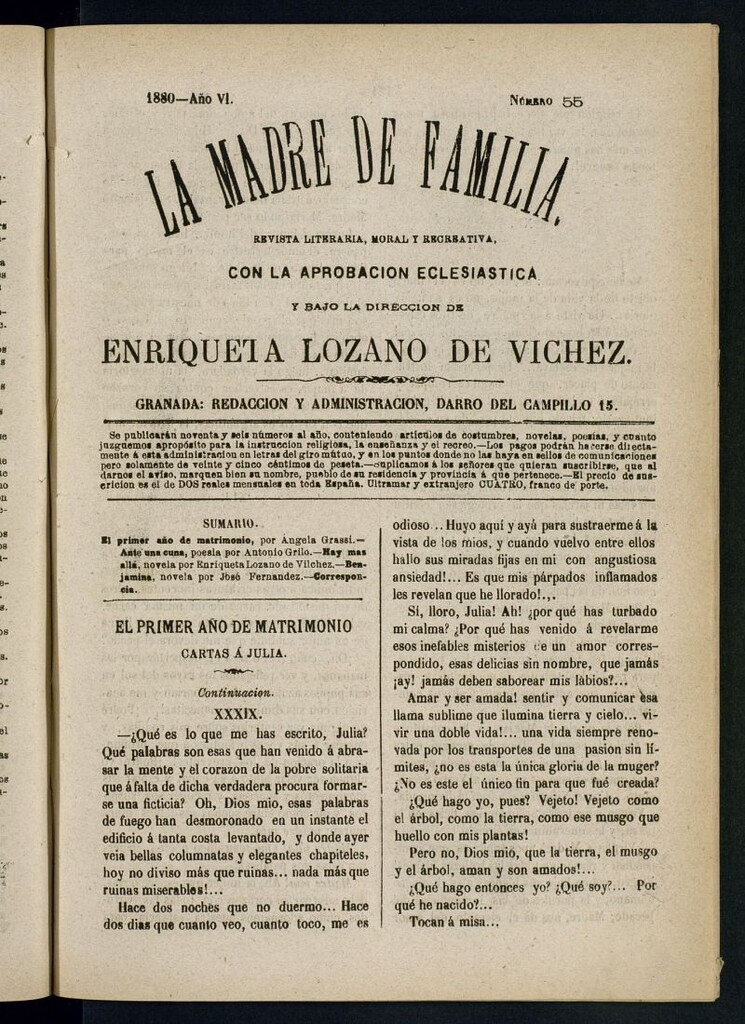 1880—Año VI.
NÚMERO 55
LA MADRE DE FAMILIA.
REVISTA LITERARIA, MORAL Y RECREATIVA,
CON LA APROBACION ECLESIASTICA
Y BAJO LA DIRECCION DE
ENRIQUETA LOZANO DE VICHEZ.
GRANADA: REDACCION Y ADMINISTRACION, DARRO DEL CAMPILLO 15.
Se publicarán noventa y seis números al año, conteniendo artículos de costumbres, novelas, poesías, y cuanto
juzguemos apropósito para la instruccion religiosa, la enseñanza y el recreo.—Los pagos podrán hacerse directa-
mente á esta administracion en letras del giro mútuo, y en los puntos donde no las haya en sellos de comunicaciones
pero solamente de veinte y cinco céntimos de peseta.—suplicamos á los señores que quieran suscribirse, que al
darnos el aviso, marquen bien su nombre, pueblo de su residencia y provincia á que pertenece.—El precio de sus-
ericion es él de DOS reales mensuales en toda España. Ultramar y extranjero CUATRO, franco de porte.
SUMARIO.
El primer año de matrimonio, por Angela Grassi.—
Ante una cuna, poesia por Antonio Grilo.—Hay mas
allá, novela por Enriqueta Lozano de Vilchez.—Ben-
jamina, novela por José Fernandez.—Correspon-
cia.
EL PRIMER AÑO DE MATRIMONIO
CARTAS Á JULIA.
Continuacion.
XXXIX.
—¿Qué es lo que me has escrito, Julia?
Qué palabras son esas que han venido á abra-
sar la mente y el corazon de la pobre solitaria
que á falta de dicha verdadera procura formar-
se una ficticia? Oh, Dios mio, esas palabras
de fuego han desmoronado en un instante el
edificio á tanta costa levantado, y donde ayer
veia bellas columnatas y elegantes chapiteles,
hoy no diviso más que ruinas... nada más que
ruinas miserables!...
Hace dos noches que no duermo... Hace
dos dias que cuanto veo, cuanto toco, me es
odioso... Huyo aquí y ayá para sustraerme á la
vista de los mios, y cuando vuelvo entre ellos
hallo sus miradas fijas en mi con angustiosa
ansiedad!... Es que mis párpados inflamados
les revelan que he llorado!.,.
Sí, lloro, Julia! Ah! ¿por qué has turbado
mi calma? ¿Por qué has venido á revelarme
esos inefables misterios de un amor corres-
pondido, esas delicias sin nombre, que jamás
¡ay! jamás deben saborear mis lábios?...
Amar y ser amada! sentir y comunicar esa
llama sublime que ilumina tierra y cielo... vi-
vir una doble vida!... una vida siempre reno-
vada por los transportes de una pasion sin lí-
mites, ¿no es esta la única gloria de la muger?
¿No es este el único fin para que fué creada?
¿Qué hago yo, pues? Vejeto! Vejeto como
el árbol, como la tierra, como ese musgo que
huello con mis plantas!
Pero no, Dios mio, que la tierra, el musgo
y el árbol, aman y son amados!...
¿Qué hago entonces yo? ¿Qué soy?... Por
qué he nacido?...
Tocan á misa...